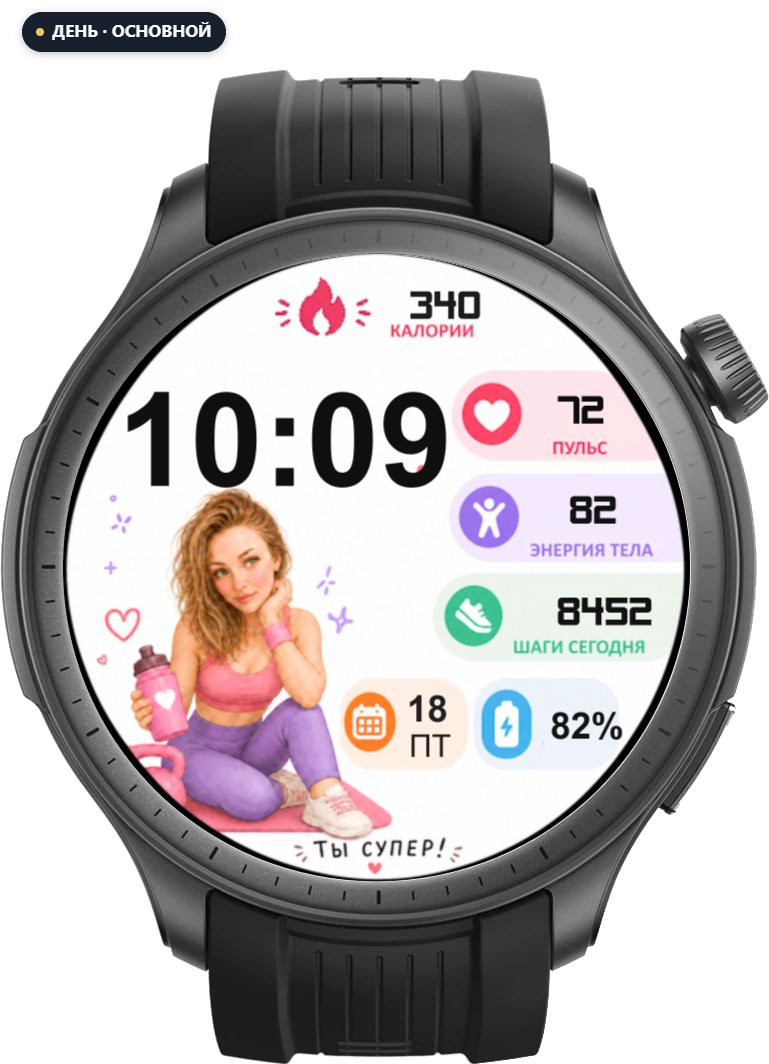 ДЕНЬ · ОСНОВНОЙ
340
КАЛОРИИ
10:09
72
ПУЛЬС
82
ЭНЕРГИЯ ТЕЛА
8452
ШАГИ СЕГОДНЯ
18
ПТ
82%
ТЫ СУПЕР!